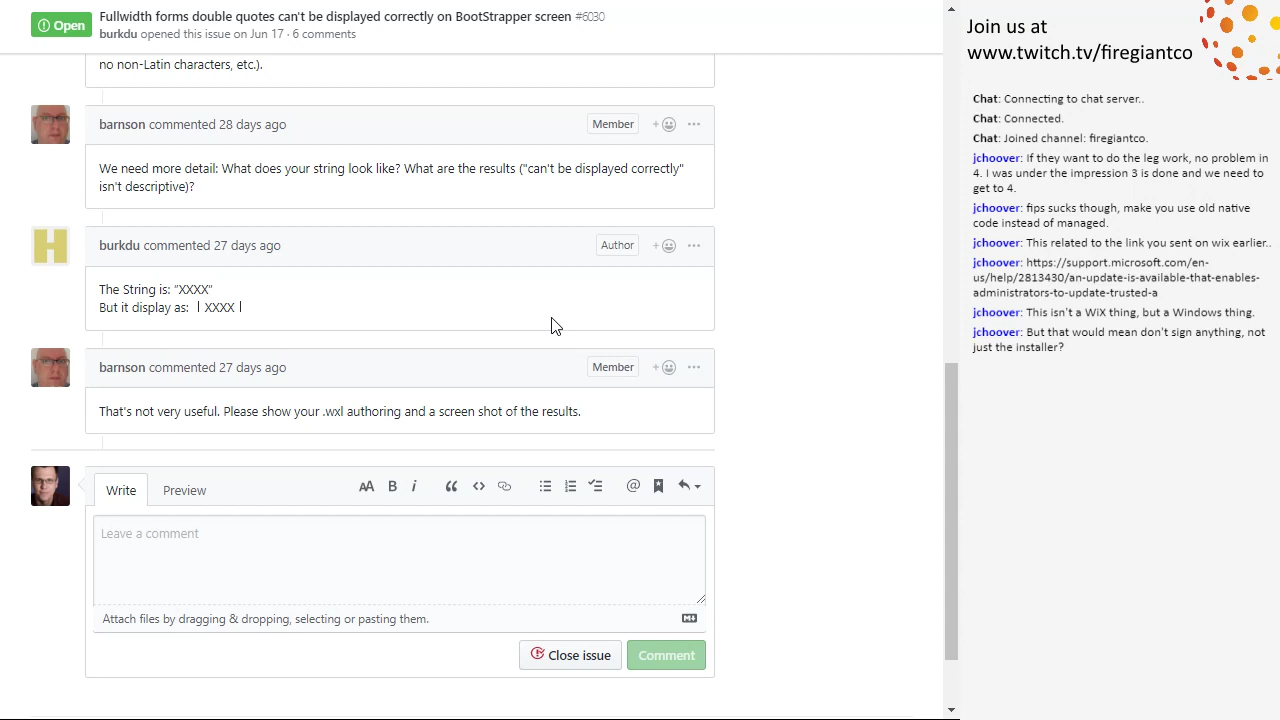 Fullwidth forms double quotes can't be displayed correctly on BootStrapper screen #6030
Open
burkdu opened this issue on Jun 17 · 6 comments
no non-Latin characters, etc.).
barnson commented 28 days ago
Member
We need more detail: What does your string look like? What are the results ("can't be displayed correctly"
isn't descriptive)?
burkdu commented 27 days ago
Author
The String is: “XXXX”
But it display as: | XXXX |
barnson commented 27 days ago
Member
That's not very useful. Please show your .wxl authoring and a screen shot of the results.
Write
Preview
AA B i
Leave a comment
Attach files by dragging & dropping, selecting or pasting them.
Close issue
Comment
Join us at
www.twitch.tv/firegiantco
Chat: Connecting to chat server..
Chat: Connected.
Chat: Joined channel: firegiantco.
jchoover: If they want to do the leg work, no problem in
4. I was under the impression 3 is done and we need to
get to 4.
jchoover: fips sucks though, make you use old native
code instead of managed.
jchoover: This related to the link you sent on wix earlier..
jchoover: https://support.microsoft.com/en-
us/help/2813430/an-update-is-available-that-enables-
administrators-to-update-trusted-a
jchoover: This isn't a WiX thing, but a Windows thing.
jchoover: But that would mean don't sign anything, not
just the installer?